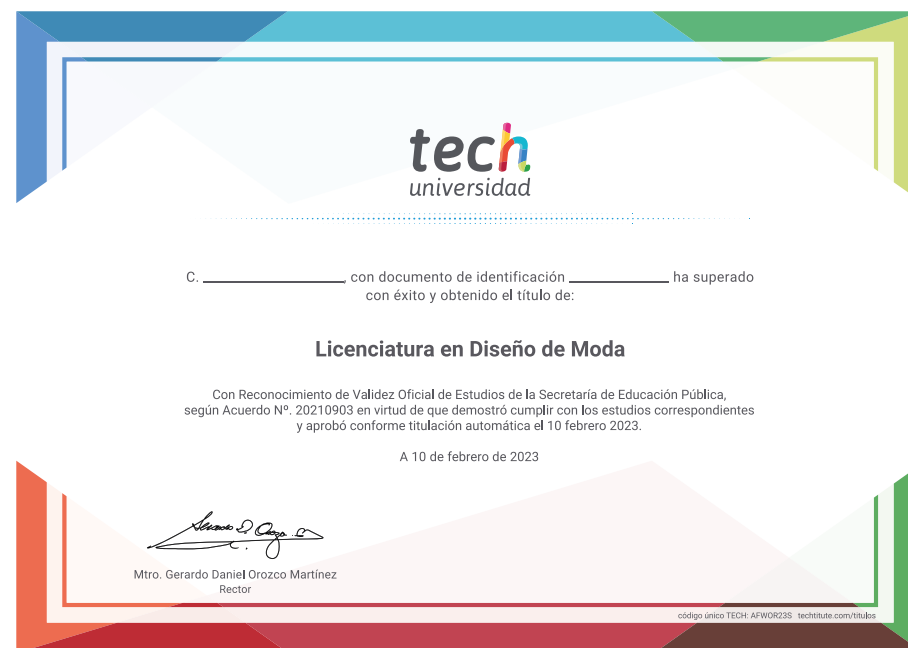 tech
universidad
C. ____________, con documento de identificación ____________ ha superado
con éxito y obtenido el título de:
Licenciatura en Diseño de Moda
Con Reconocimiento de Validez Oficial de Estudios de la Secretaría de Educación Pública,
según Acuerdo Nº. 20210903 en virtud de que demostró cumplir con los estudios correspondientes
y aprobó conforme titulación automática el 10 febrero 2023.
A 10 de febrero de 2023
Mtro. Gerardo Daniel Orozco Martínez
Rector
código único TECH: AFWOR23S techtitute.com/titulos